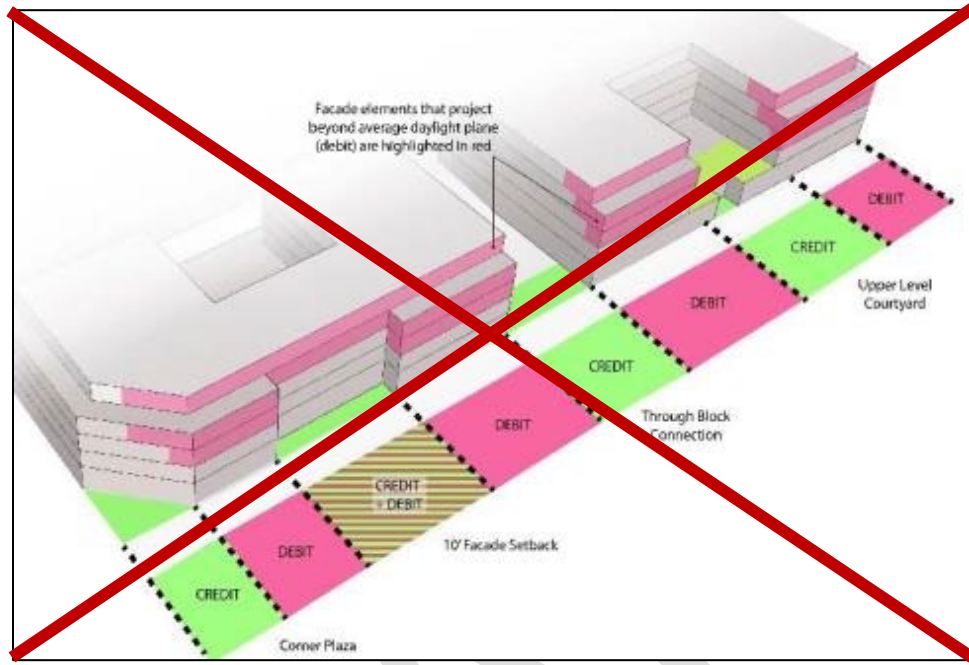 Facade elements that project
beyond average daylight plane
(debit) are highlighted in red
DEBIT
CREDIT
Upper Level
Courtyard
DEBIT
CREDIT
Through Block
Connection
DEBIT
CREDIT
+ DEBIT
10' Facade Setback
DEBIT
CREDIT
Corner Plaza